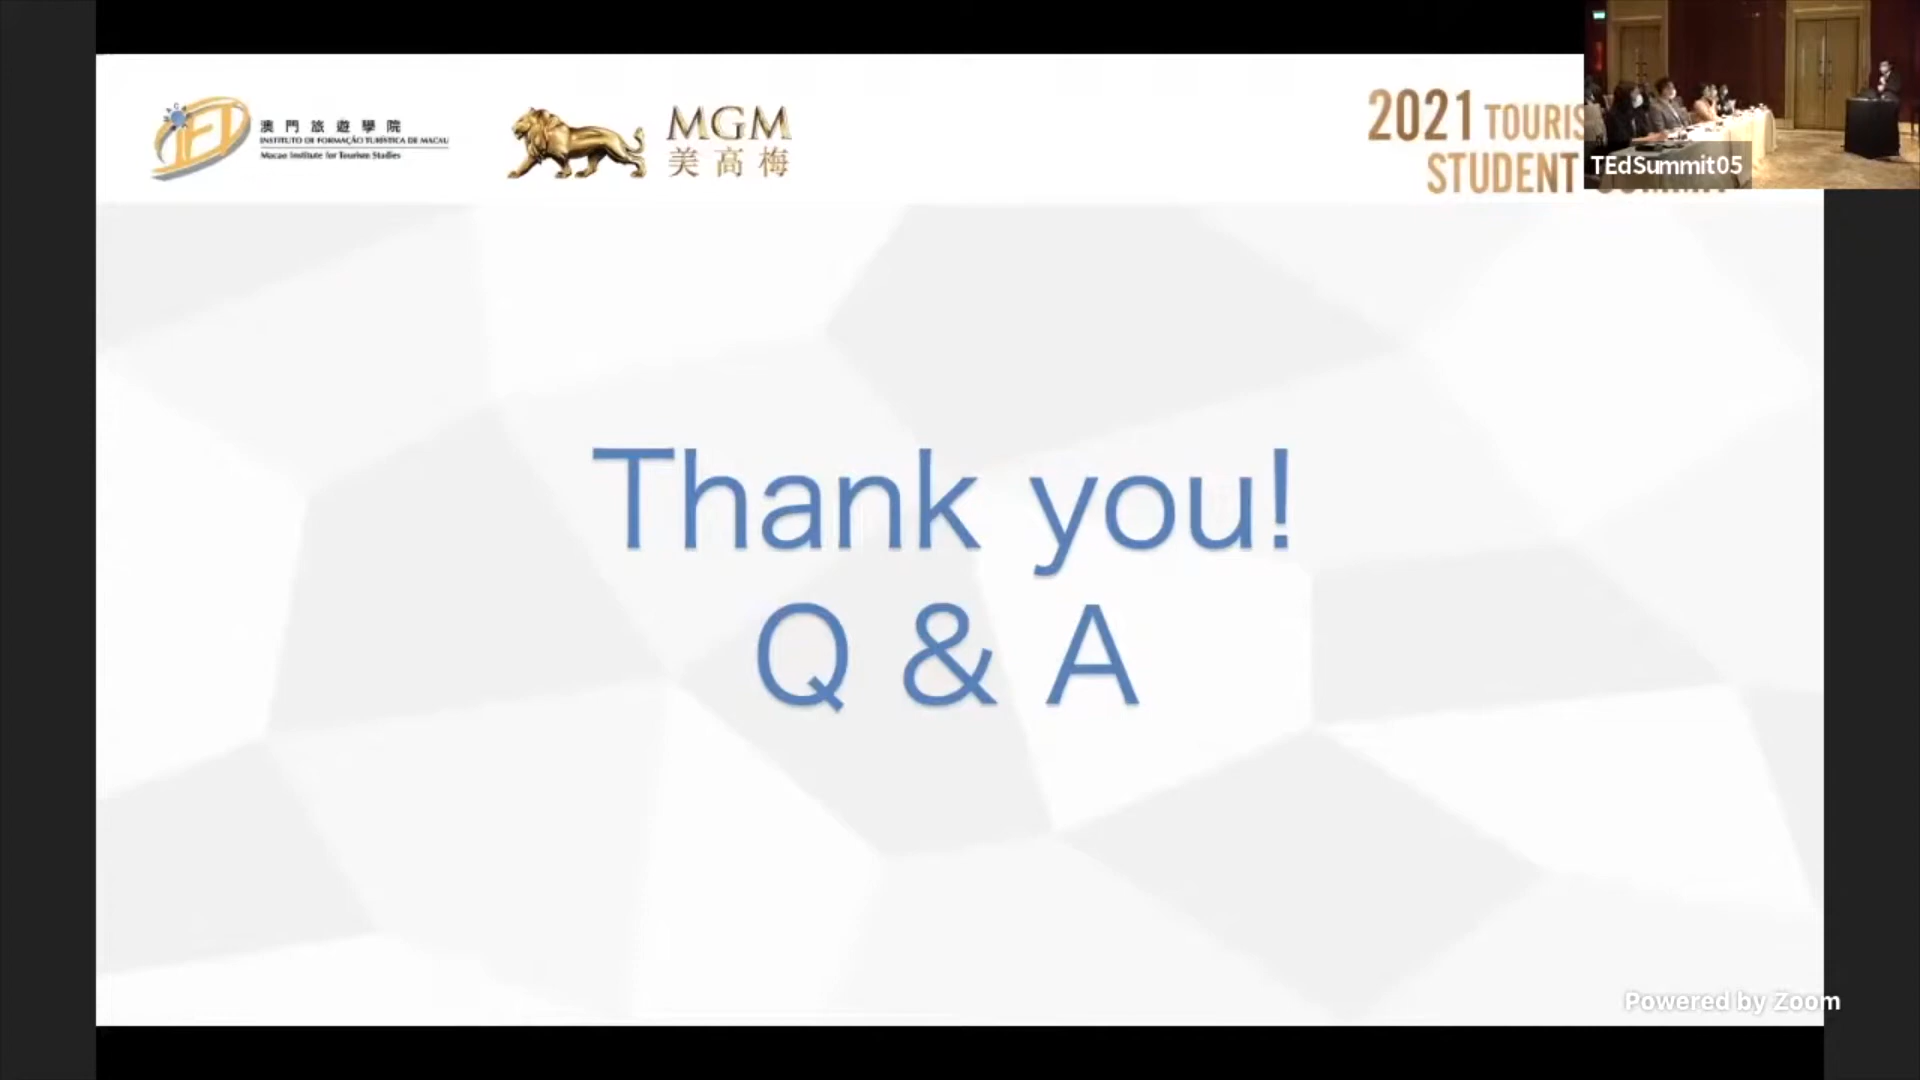 澳門旅遊學院
INSTITUTO DE FORMAÇÃO TURÍSTICA DE MACAU
Macao Institute for Tourism Studies
MGM
美高梅
2021 TOURIS
STUDENT
TEdSummit05
Thank you!
Q & A
Powered by Zoom